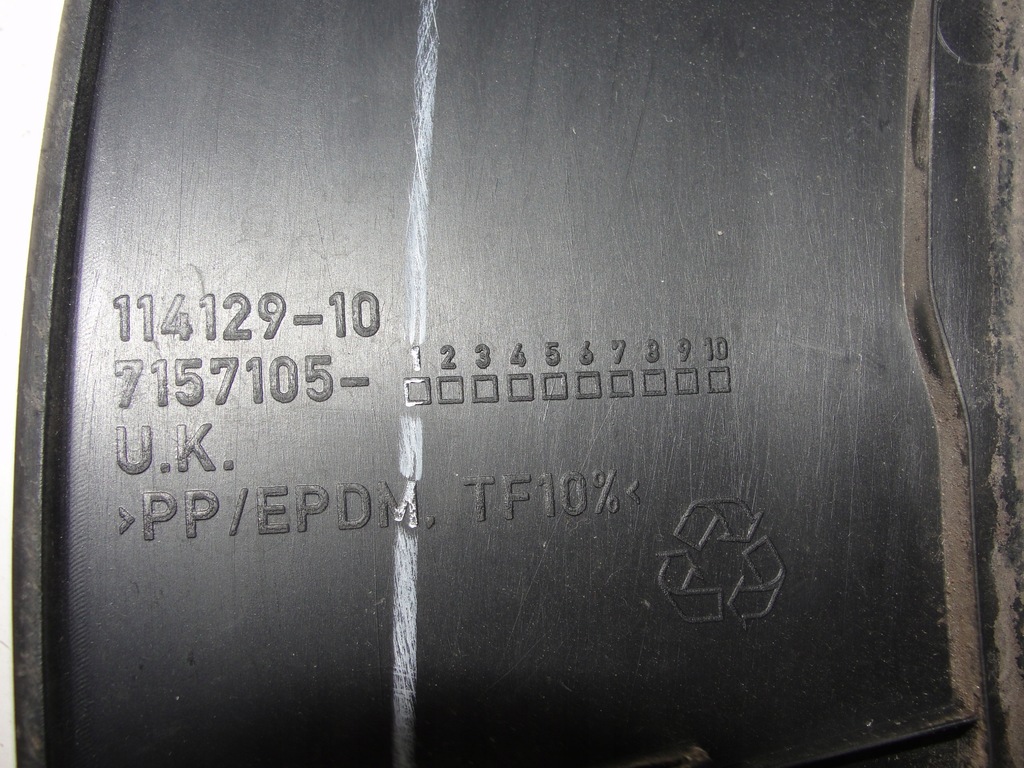 114129-10
7157105-
1 2 3 4 5 6 7 8 9 10
U.K.
>PP/EPDM. TF10%<